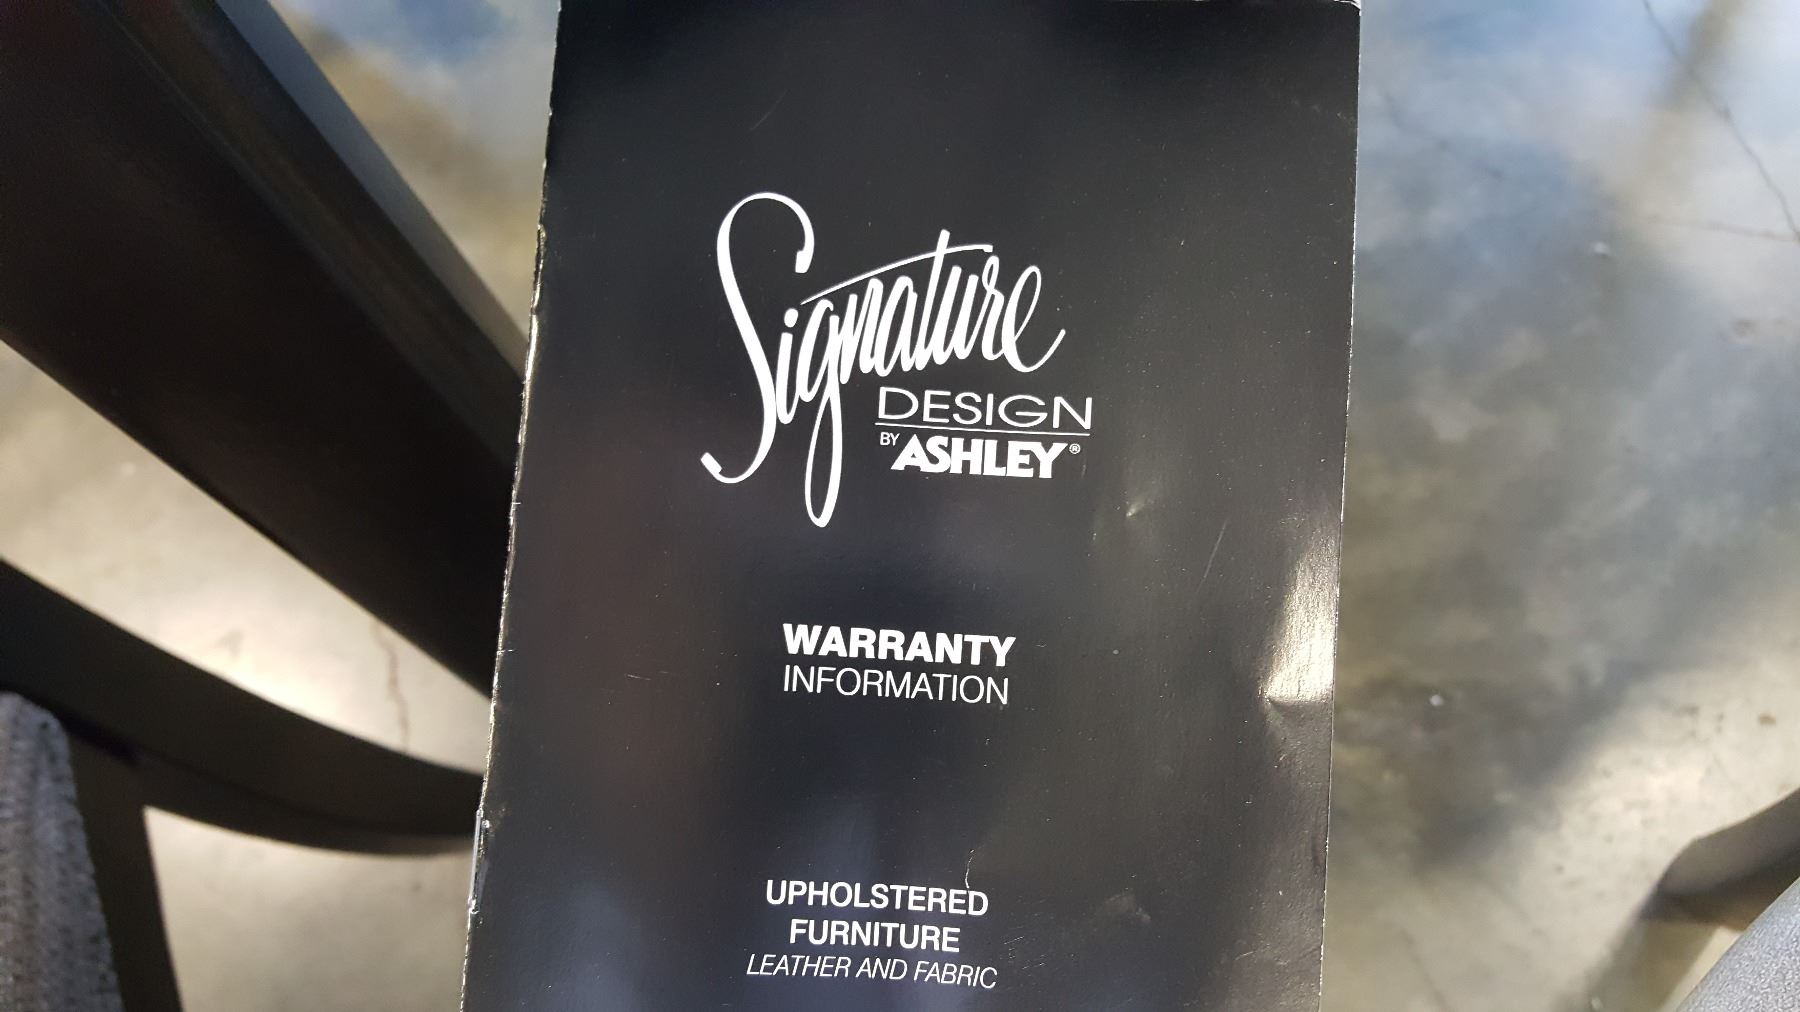 Signature
DESIGN
BY ASHLEY®
WARRANTY
INFORMATION
UPHOLSTERED
FURNITURE
LEATHER AND FABRIC